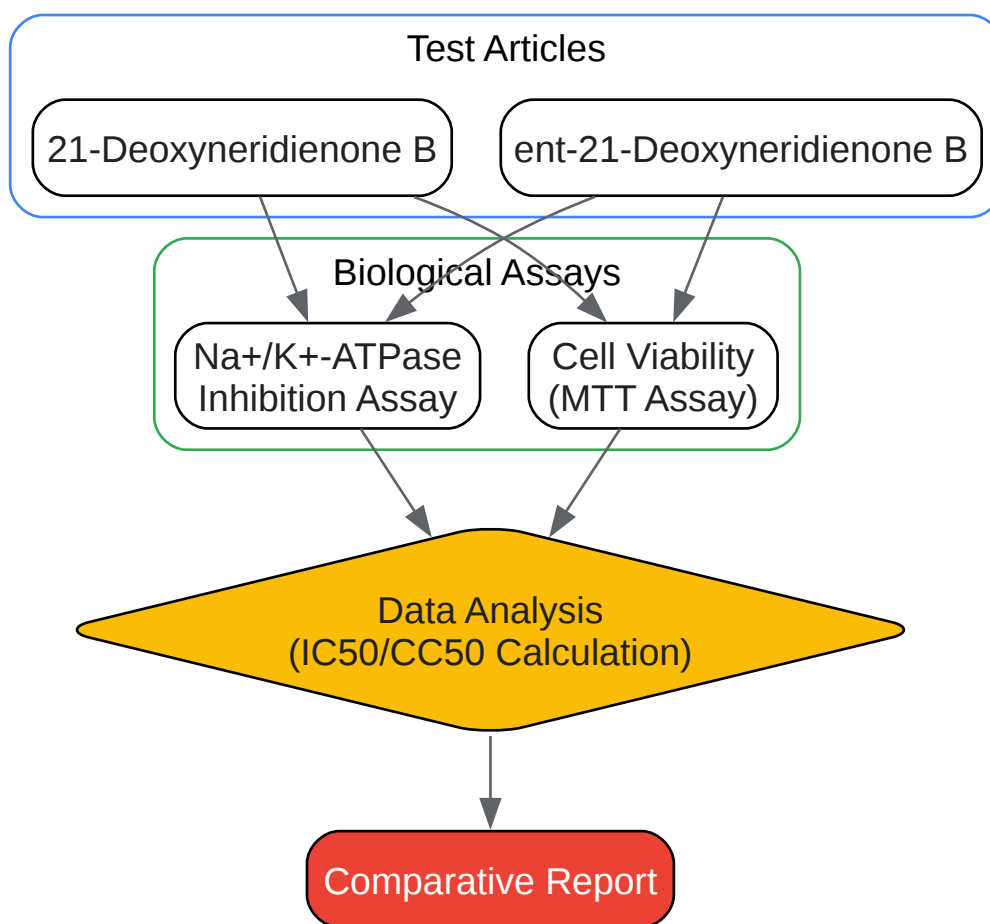 Test Articles
21-Deoxyneridienone B
ent-21-Deoxyneridienone B
Biological Assays
Na+/K+-ATPase
Inhibition Assay
Cell Viability
(MTT Assay)
Data Analysis
(IC50/CC50 Calculation)
Comparative Report